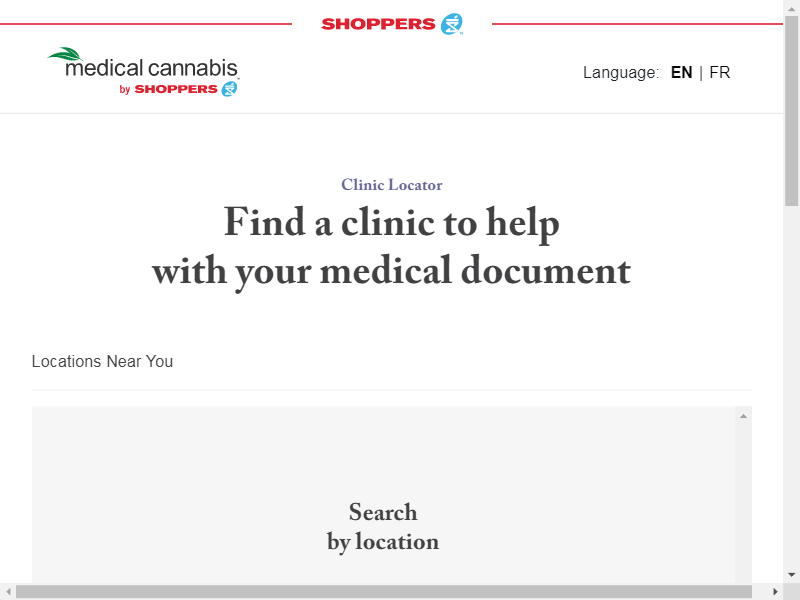 SHOPPERS
medical cannabis
by SHOPPERS
Language: EN | FR
Clinic Locator
Find a clinic to help
with your medical document
Locations Near You
Search
by location